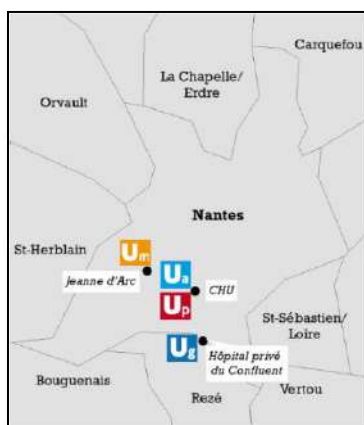 Carquefou
La Chapelle/
Erdre
Orvault
Nantes
St-Herblain
Um
Jeanne d'Arc
Ua
CHU
Up
St-Sébastien/
Loire
Ug
Hôpital privé
du Confluent
Bouguenais
Rezé
Vertou